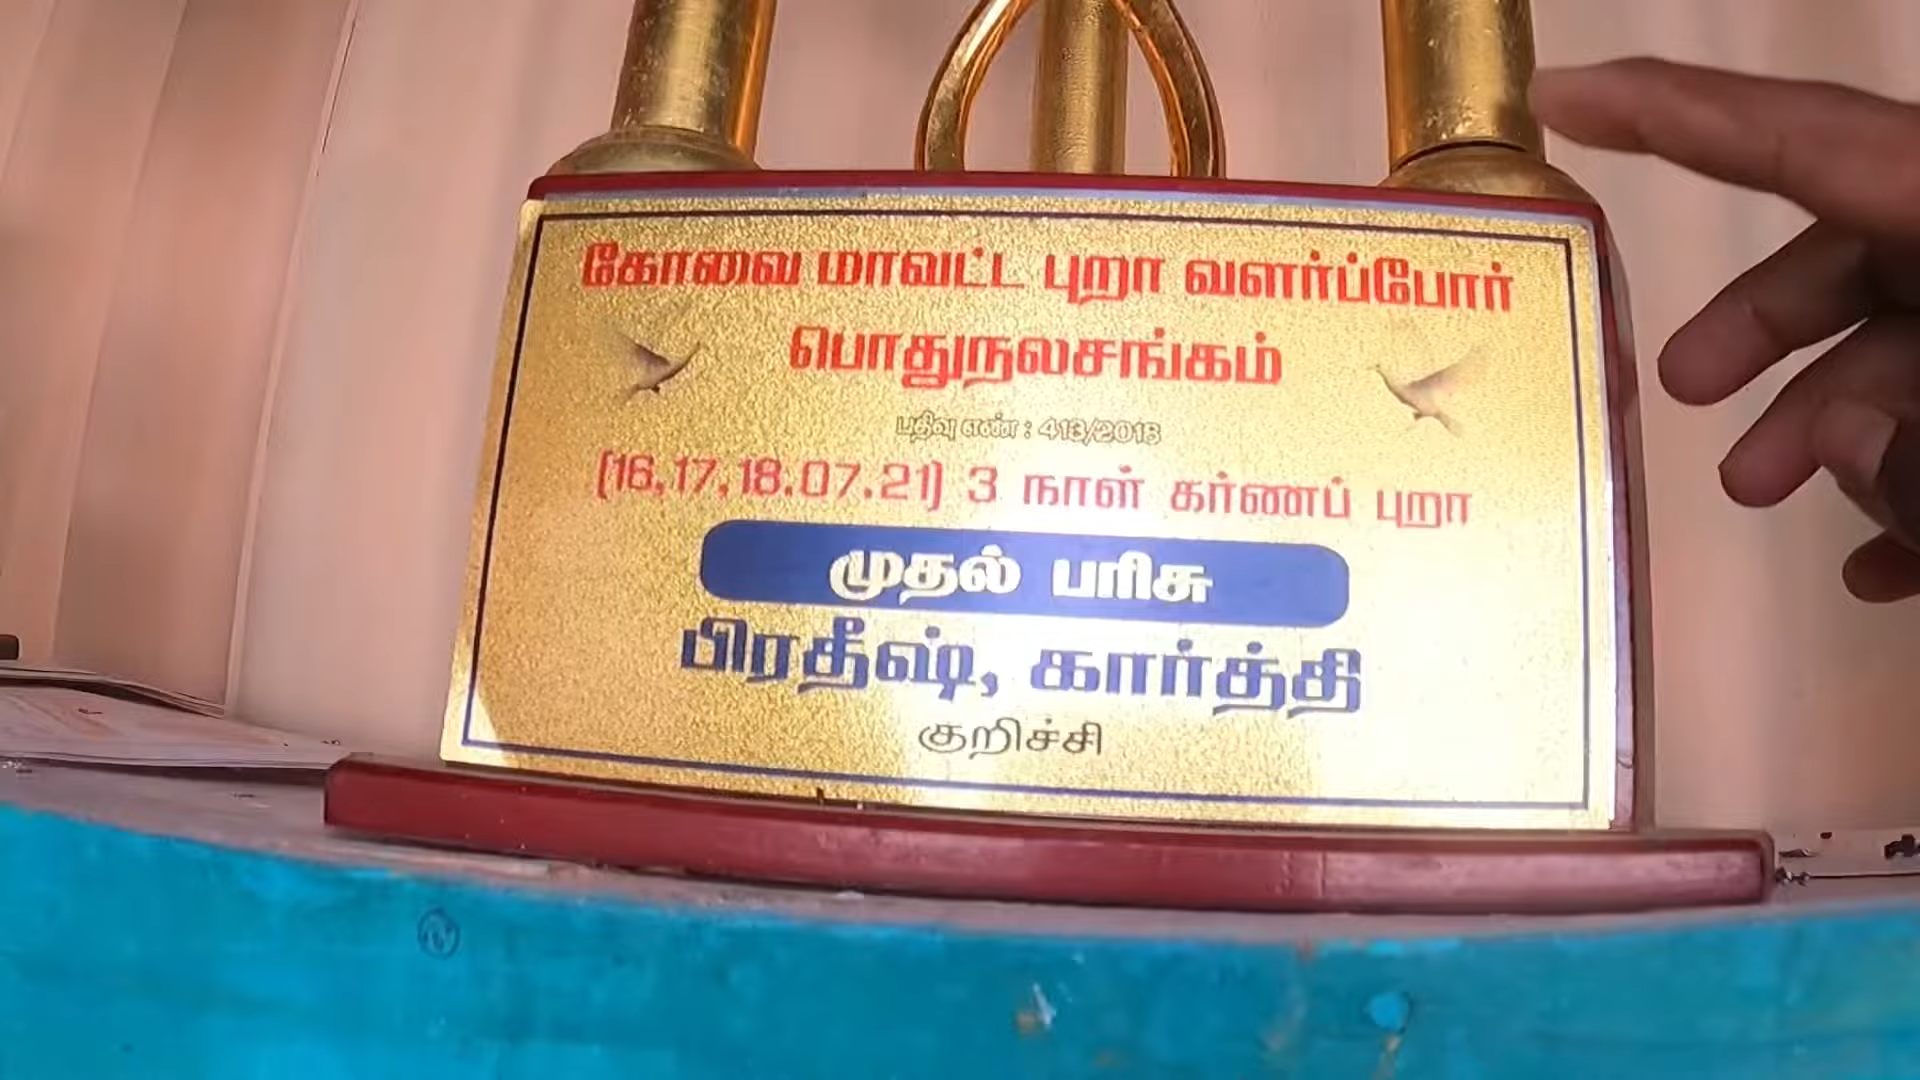 கோவை மாவட்ட புறா வளர்ப்போர்
பொதுநலசங்கம்
பதிவு எண் : 413/2018
(16,17,18.07.21) 3 நாள் கர்ணப் புறா
முதல் பரிசு
பிரதீஷ், கார்த்தி
குறிச்சி